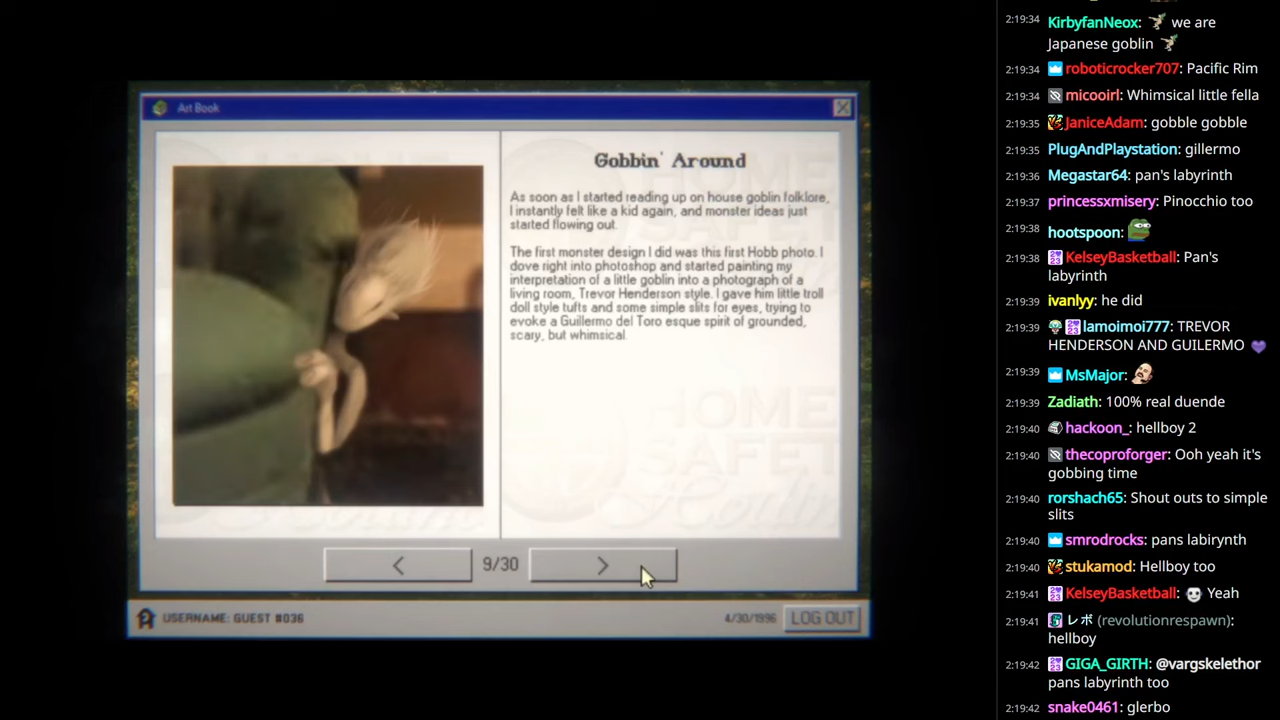 Art Book
Gobbin' Around
As soon as I started reading up on house goblin folklore,
I instantly felt like a kid again, and monster ideas just
started flowing out.
The first monster design I did was this first Hobb photo. I
dove right into photoshop and started painting my
interpretation of a little goblin into a photograph of a
living room, Trevor Henderson style. I gave him little troll
doll style tufts and some simple slits for eyes, trying to
evoke a Guillermo del Toro esque spirit of grounded,
scary, but whimsical.
HOME
SAFETY
Hotline
< 9/30 >
USERNAME: GUEST #036
4/30/1996 LOG OUT
2:19:34 KirbyfanNeox: we are
Japanese goblin
2:19:34 roboticrocker707: Pacific Rim
2:19:34 micooirl: Whimsical little fella
2:19:35 JaniceAdam: gobble gobble
2:19:35 PlugAndPlaystation: gillermo
2:19:36 Megastar64: pan's labyrinth
2:19:37 princessxmisery: Pinocchio too
2:19:38 hootspoon:
2:19:38 KelseyBasketball: Pan's
labyrinth
2:19:39 ivanlyy: he did
2:19:39 lamoimoi777: TREVOR
HENDERSON AND GUILERMO
2:19:39 MsMajor:
2:19:39 Zadiath: 100% real duende
2:19:40 hackoon_: hellboy 2
2:19:40 thecoproforger: Ooh yeah it's
gobbing time
2:19:40 rorshach65: Shout outs to simple
slits
2:19:40 smrodrocks: pans labirynth
2:19:40 stukamod: Hellboy too
2:19:41 KelseyBasketball: Yeah
2:19:41 レボ (revolutionrespawn):
hellboy
2:19:42 GIGA_GIRTH: @vargskelethor
pans labyrinth too
2:19:42 snake0461: glerbo